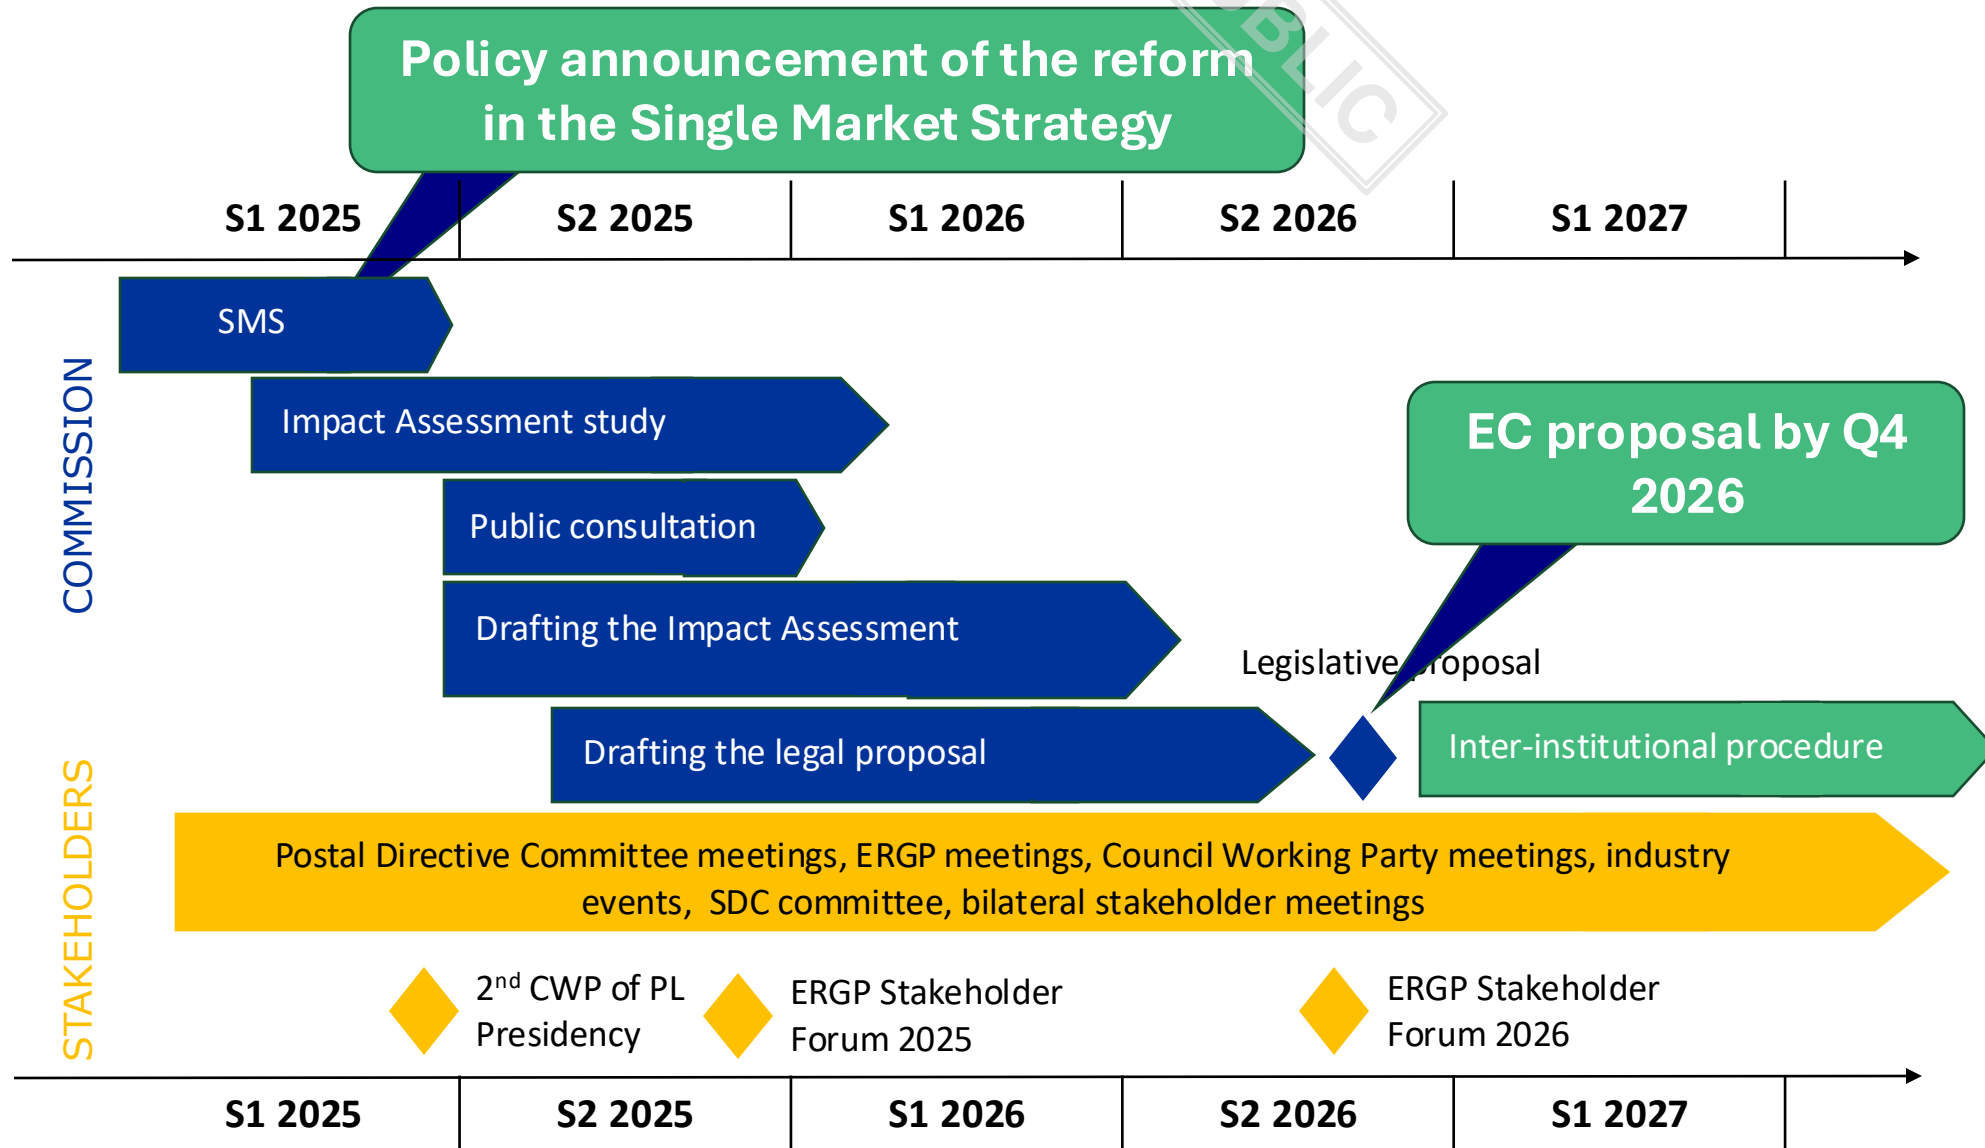 Policy announcement of the reform
in the Single Market Strategy
S1 2025
S2 2025
S1 2026
S2 2026
S1 2027
COMMISSION
SMS
Impact Assessment study
Public consultation
Drafting the Impact Assessment
EC proposal by Q4
2026
Legislative proposal
Drafting the legal proposal
Inter-institutional procedure
STAKEHOLDERS
Postal Directive Committee meetings, ERGP meetings, Council Working Party meetings, industry
events, SDC committee, bilateral stakeholder meetings
2nd CWP of PL
Presidency
ERGP Stakeholder
Forum 2025
ERGP Stakeholder
Forum 2026
S1 2025
S2 2025
S1 2026
S2 2026
S1 2027